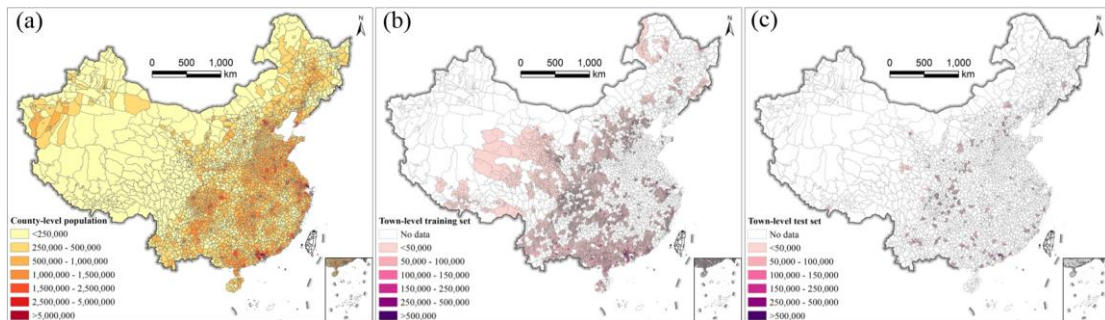 (a)
N
0 500 1,000
km
County-level population
<250,000
250,000 - 500,000
500,000 - 1,000,000
1,000,000 - 1,500,000
1,500,000 - 2,500,000
2,500,000 - 5,000,000
>5,000,000
(b)
N
0 500 1,000
km
Town-level training set
No data
<50,000
50,000 - 100,000
100,000 - 150,000
150,000 - 250,000
250,000 - 500,000
>500,000
(c)
N
0 500 1,000
km
Town-level test set
No data
<50,000
50,000 - 100,000
100,000 - 150,000
150,000 - 250,000
250,000 - 500,000
>500,000